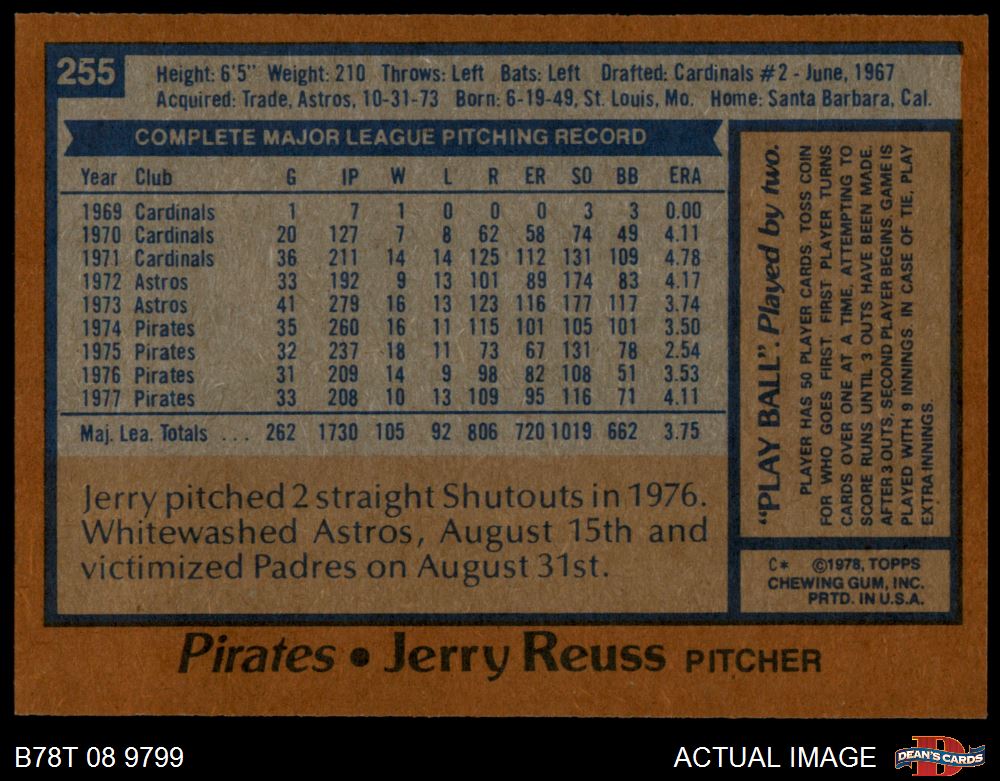 255
Height: 6'5" Weight: 210 Throws: Left Bats: Left Drafted: Cardinals #2 - June, 1967
Acquired: Trade, Astros, 10-31-73 Born: 6-19-49, St. Louis, Mo. Home: Santa Barbara, Cal.
COMPLETE MAJOR LEAGUE PITCHING RECORD
Year Club G IP W L R ER SO BB ERA
1969 Cardinals 1 7 1 0 0 0 3 3 0.00
1970 Cardinals 20 127 7 8 62 58 74 49 4.11
1971 Cardinals 36 211 14 14 125 112 131 109 4.78
1972 Astros 33 192 9 13 101 89 174 83 4.17
1973 Astros 41 279 16 13 123 116 177 117 3.74
1974 Pirates 35 260 16 11 115 101 105 101 3.50
1975 Pirates 32 237 18 11 73 67 131 78 2.54
1976 Pirates 31 209 14 9 98 82 108 51 3.53
1977 Pirates 33 208 10 13 109 95 116 71 4.11
Maj. Lea. Totals ... 262 1730 105 92 806 720 1019 662 3.75
Jerry pitched 2 straight Shutouts in 1976.
Whitewashed Astros, August 15th and
victimized Padres on August 31st.
"PLAY BALL". Played by two.
PLAYER HAS 50 PLAYER CARDS. TOSS COIN
FOR WHO GOES FIRST. FIRST PLAYER TURNS
CARDS OVER ONE AT A TIME, ATTEMPTING TO
SCORE RUNS UNTIL 3 OUTS HAVE BEEN MADE.
AFTER 3 OUTS, SECOND PLAYER BEGINS. GAME IS
PLAYED WITH 9 INNINGS. IN CASE OF TIE, PLAY
EXTRA INNINGS.
C* ©1978, TOPPS
CHEWING GUM, INC.
PRTD. IN U.S.A.
Pirates • Jerry Reuss PITCHER
B78T 08 9799
ACTUAL IMAGE
DEAN'S CARDS